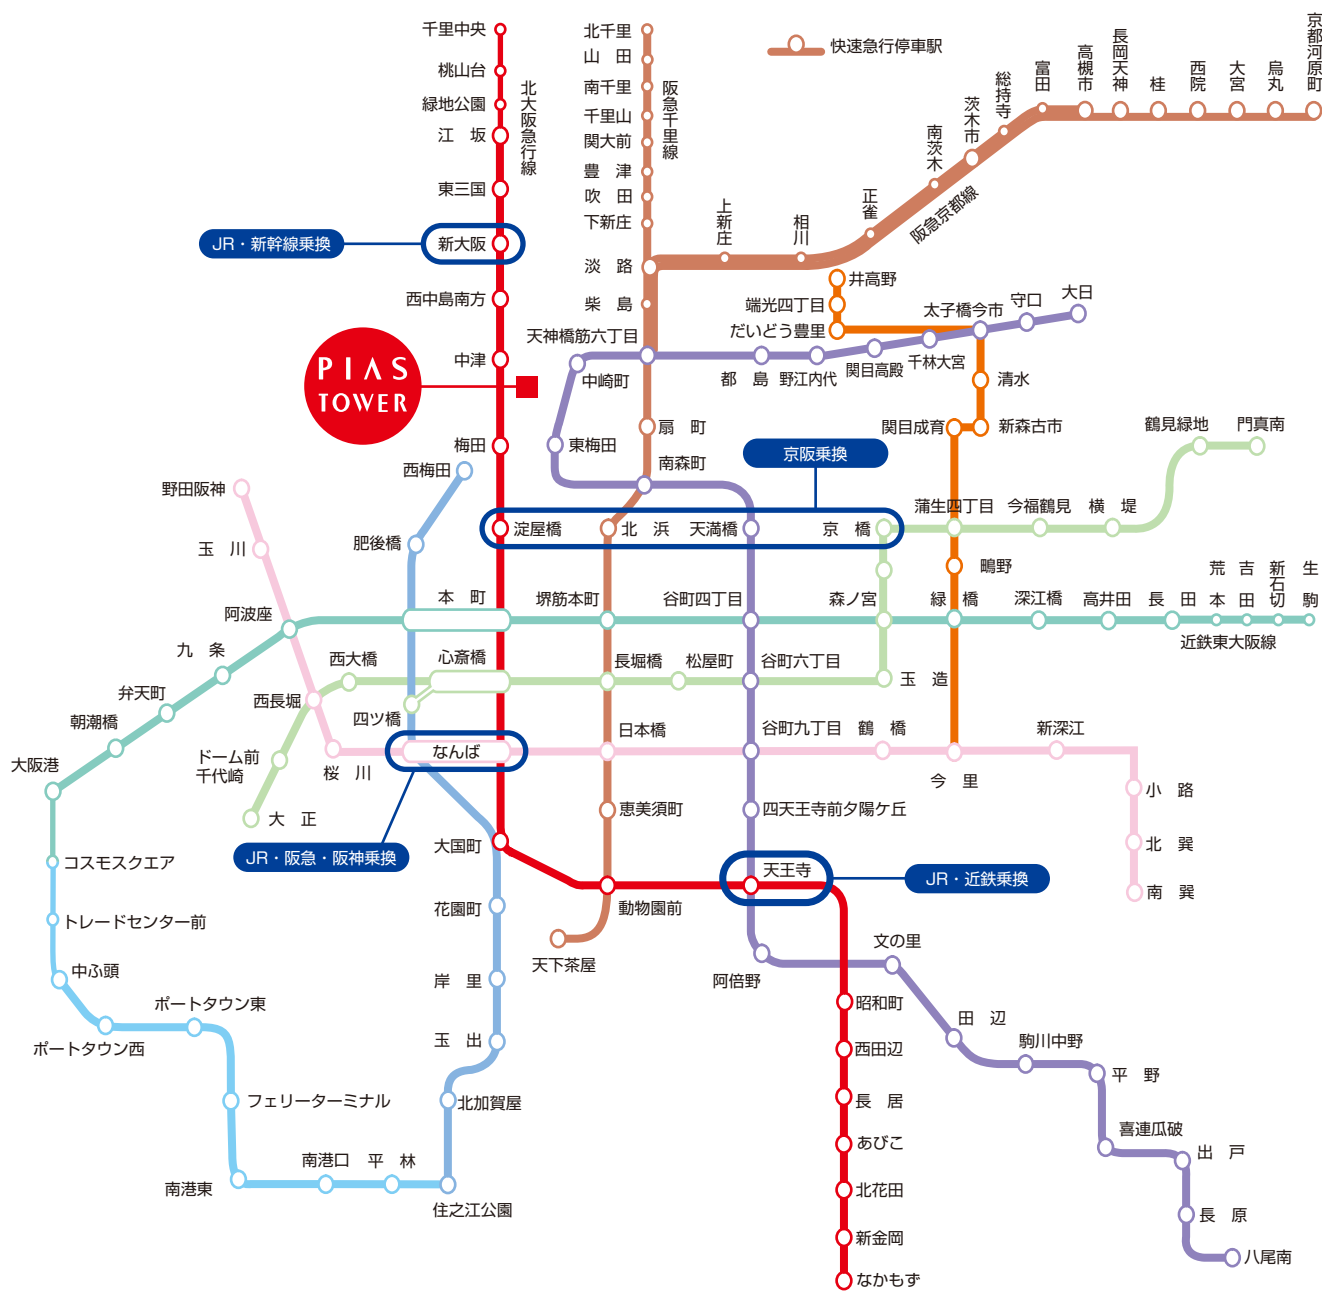 千里中央
桃山台
緑地公園
江 坂
東三国
新大阪
西中島南方
中津
梅田
北大阪急行線
北千里
山 田
南千里
千里山
関大前
豊 津
吹 田
下新庄
淡 路
柴 島
天神橋筋六丁目
阪急千里線
快速急行停車駅
上新庄
相川
正雀
南茨木
茨木市
総持寺
富田
高槻市
長岡天神
桂
西院
大宮
烏丸
京都河原町
阪急京都線
JR・新幹線乗換
PIAS
TOWER
井高野
端光四丁目
だいどう豊里
太子橋今市
守口
大日
都 島
野江内代
関目高殿
千林大宮
清水
関目成育
新森古市
中崎町
東梅田
扇 町
南森町
京阪乗換
鶴見緑地
門真南
西梅田
野田阪神
玉 川
肥後橋
淀屋橋
北 浜
天満橋
京 橋
蒲生四丁目
今福鶴見
横 堤
鴫野
阿波座
本 町
堺筋本町
谷町四丁目
森ノ宮
緑 橋
深江橋
高井田
長 田
荒本
吉田
新石切
生駒
近鉄東大阪線
九 条
弁天町
朝潮橋
大阪港
西大橋
西長堀
心斎橋
四ツ橋
長堀橋
松屋町
谷町六丁目
玉 造
ドーム前
千代崎
大 正
桜 川
なんば
日本橋
谷町九丁目
鶴 橋
今 里
新深江
小 路
北 巽
南 巽
JR・阪急・阪神乗換
大国町
恵美須町
四天王寺前夕陽ケ丘
天王寺
JR・近鉄乗換
コスモスクエア
トレードセンター前
中ふ頭
ポートタウン西
ポートタウン東
フェリーターミナル
南港東
南港口
平 林
住之江公園
花園町
岸 里
玉 出
北加賀屋
動物園前
天下茶屋
阿倍野
文の里
田 辺
駒川中野
平 野
喜連瓜破
出 戸
長 原
八尾南
昭和町
西田辺
長 居
あびこ
北花田
新金岡
なかもず